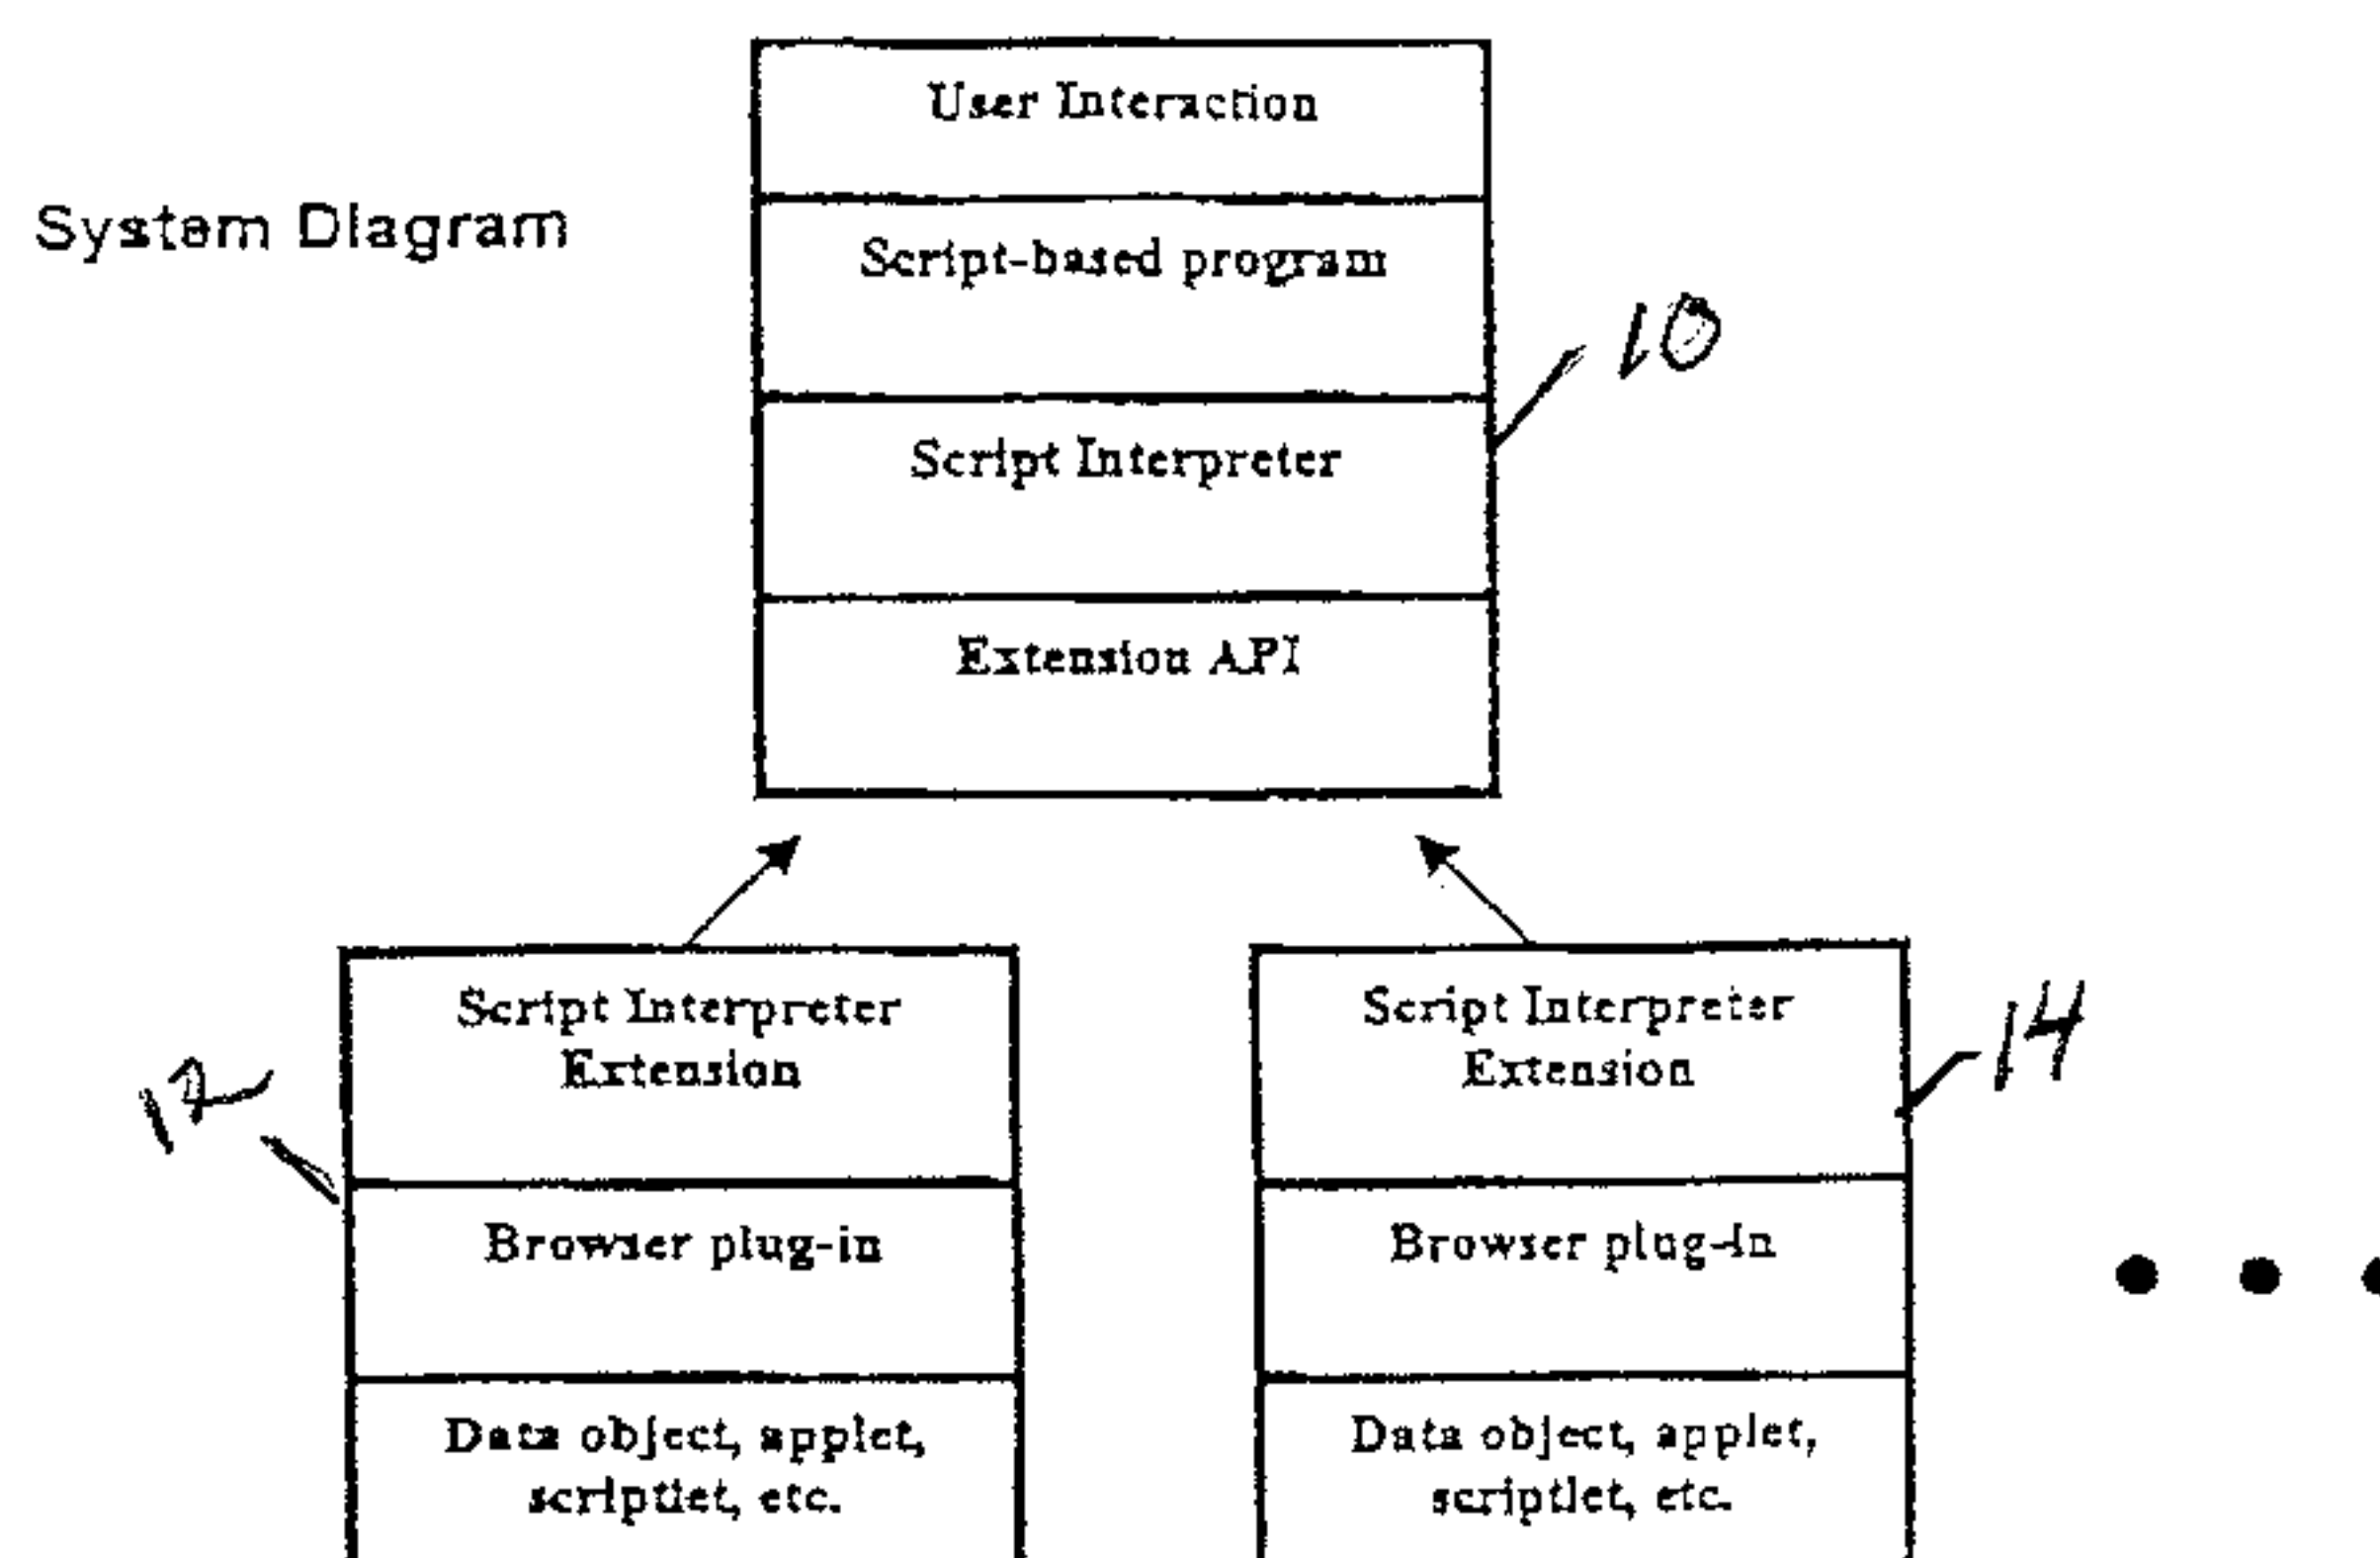 User Interaction
System Diagram
Script-based program
10
Script Interpreter
Extension API
Script Interpreter
Extension
12
Browser plug-in
Data object, applet,
scriptlet, etc.
Script Interpreter
Extension
14
Browser plug-in
Data object, applet,
scriptlet, etc.